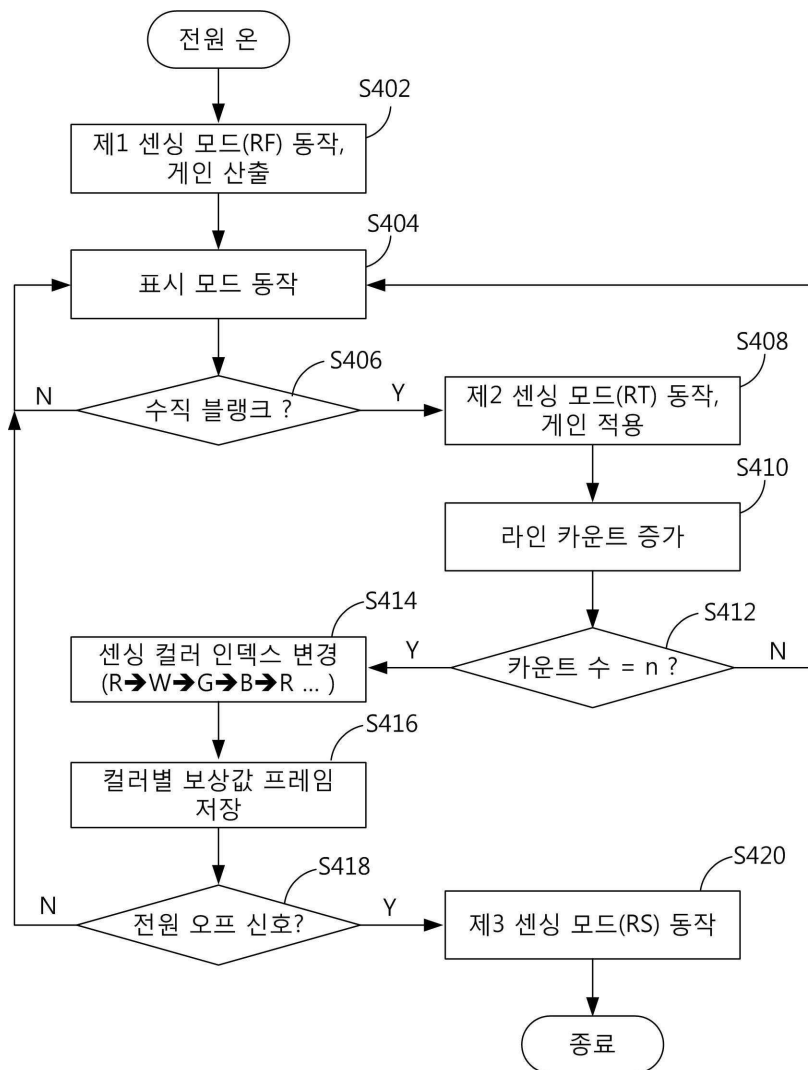 전원 온
S402
제1 센싱 모드(RF) 동작,
게인 산출
S404
표시 모드 동작
S406
수직 블랭크 ?
N
Y
S408
제2 센싱 모드(RT) 동작,
게인 적용
S410
라인 카운트 증가
S412
카운트 수 = n ?
Y
N
S414
센싱 컬러 인덱스 변경
(R➔W➔G➔B➔R ... )
S416
컬러별 보상값 프레임
저장
S418
전원 오프 신호?
N
Y
S420
제3 센싱 모드(RS) 동작
종료